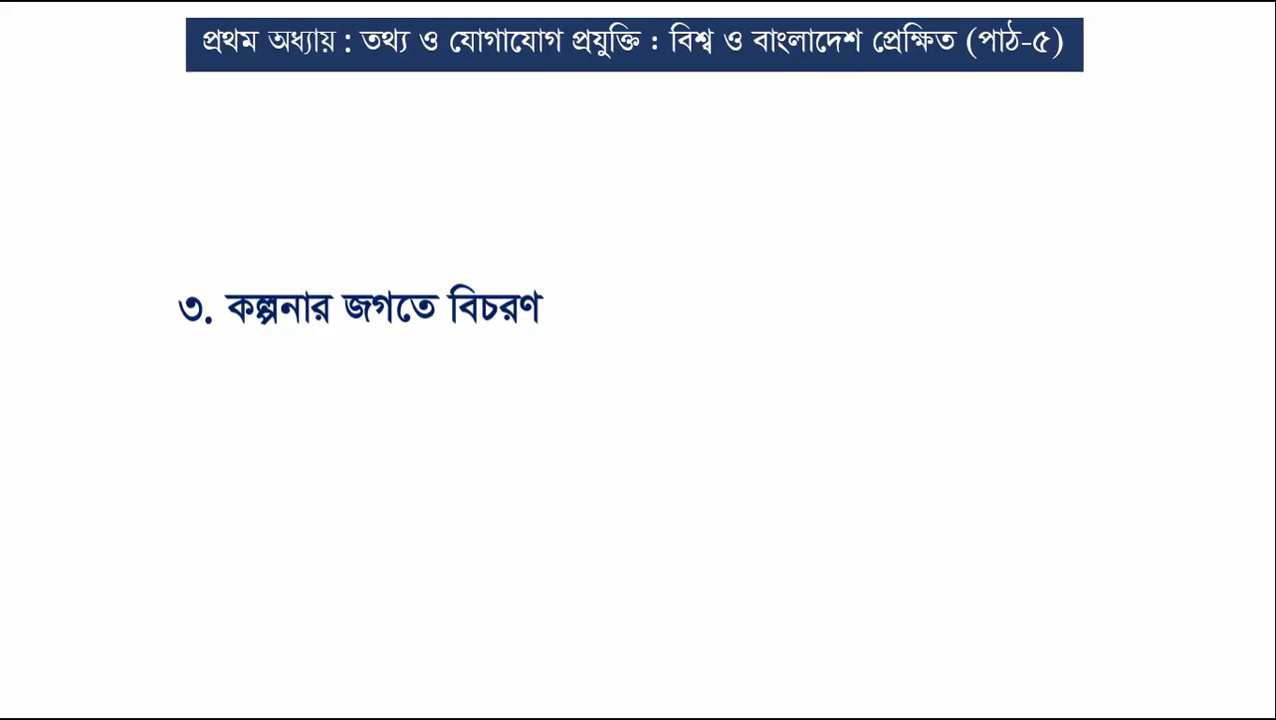 প্রথম অধ্যায় : তথ্য ও যোগাযোগ প্রযুক্তি : বিশ্ব ও বাংলাদেশ প্রেক্ষিত (পাঠ-৫)
৩. কল্পনার জগতে বিচরণ